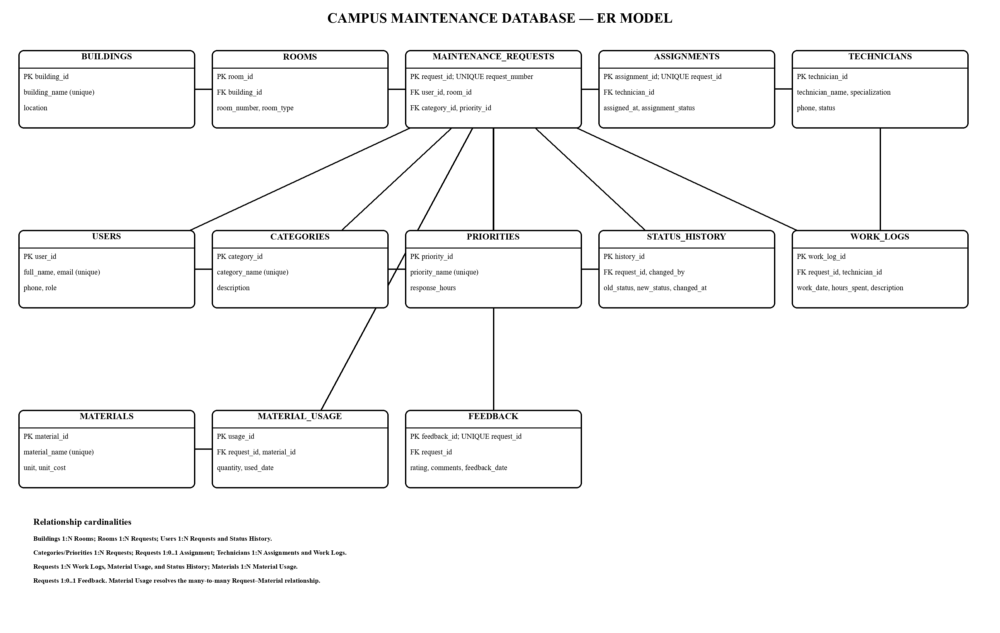 CAMPUS MAINTENANCE DATABASE — ER MODEL
BUILDINGS
PK building_id
building_name (unique)
location
ROOMS
PK room_id
FK building_id
room_number, room_type
MAINTENANCE_REQUESTS
PK request_id; UNIQUE request_number
FK user_id, room_id
FK category_id, priority_id
ASSIGNMENTS
PK assignment_id; UNIQUE request_id
FK technician_id
assigned_at, assignment_status
TECHNICIANS
PK technician_id
technician_name, specialization
phone, status
USERS
PK user_id
full_name, email (unique)
phone, role
CATEGORIES
PK category_id
category_name (unique)
description
PRIORITIES
PK priority_id
priority_name (unique)
response_hours
STATUS_HISTORY
PK history_id
FK request_id, changed_by
old_status, new_status, changed_at
WORK_LOGS
PK work_log_id
FK request_id, technician_id
work_date, hours_spent, description
MATERIALS
PK material_id
material_name (unique)
unit, unit_cost
MATERIAL_USAGE
PK usage_id
FK request_id, material_id
quantity, used_date
FEEDBACK
PK feedback_id; UNIQUE request_id
FK request_id
rating, comments, feedback_date
Relationship cardinalities
Buildings 1:N Rooms; Rooms 1:N Requests; Users 1:N Requests and Status History.
Categories/Priorities 1:N Requests; Requests 1:0..1 Assignment; Technicians 1:N Assignments and Work Logs.
Requests 1:N Work Logs, Material Usage, and Status History; Materials 1:N Material Usage.
Requests 1:0..1 Feedback. Material Usage resolves the many-to-many Request–Material relationship.